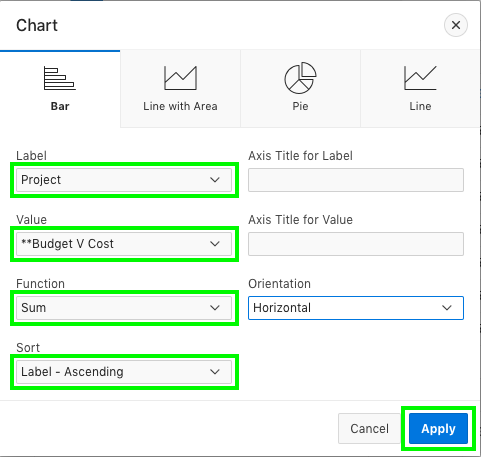 Chart
Bar
Line with Area
Pie
Line
Label
Axis Title for Label
Project
Value
Axis Title for Value
**Budget V Cost
Function
Orientation
Sum
Horizontal
Sort
Label - Ascending
Cancel
Apply